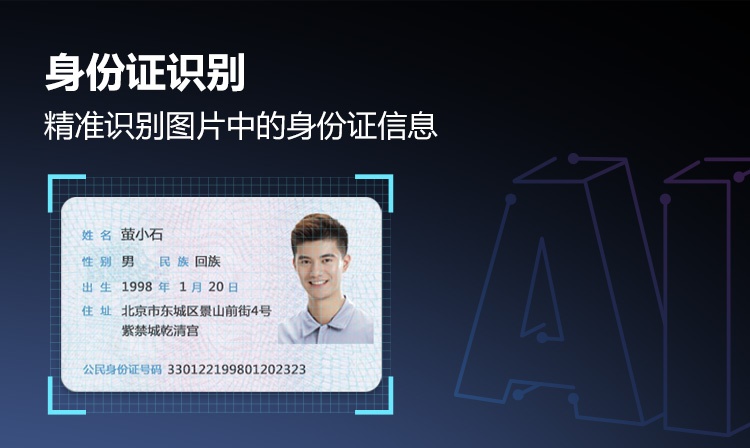 身份证识别
精准识别图片中的身份证信息
姓名 萤小石
性别 男 民族 回族
出生 1998 年 1 月 20 日
住址 北京市东城区景山前街4号
紫禁城乾清宫
公民身份证号码 330122199801202323
AI